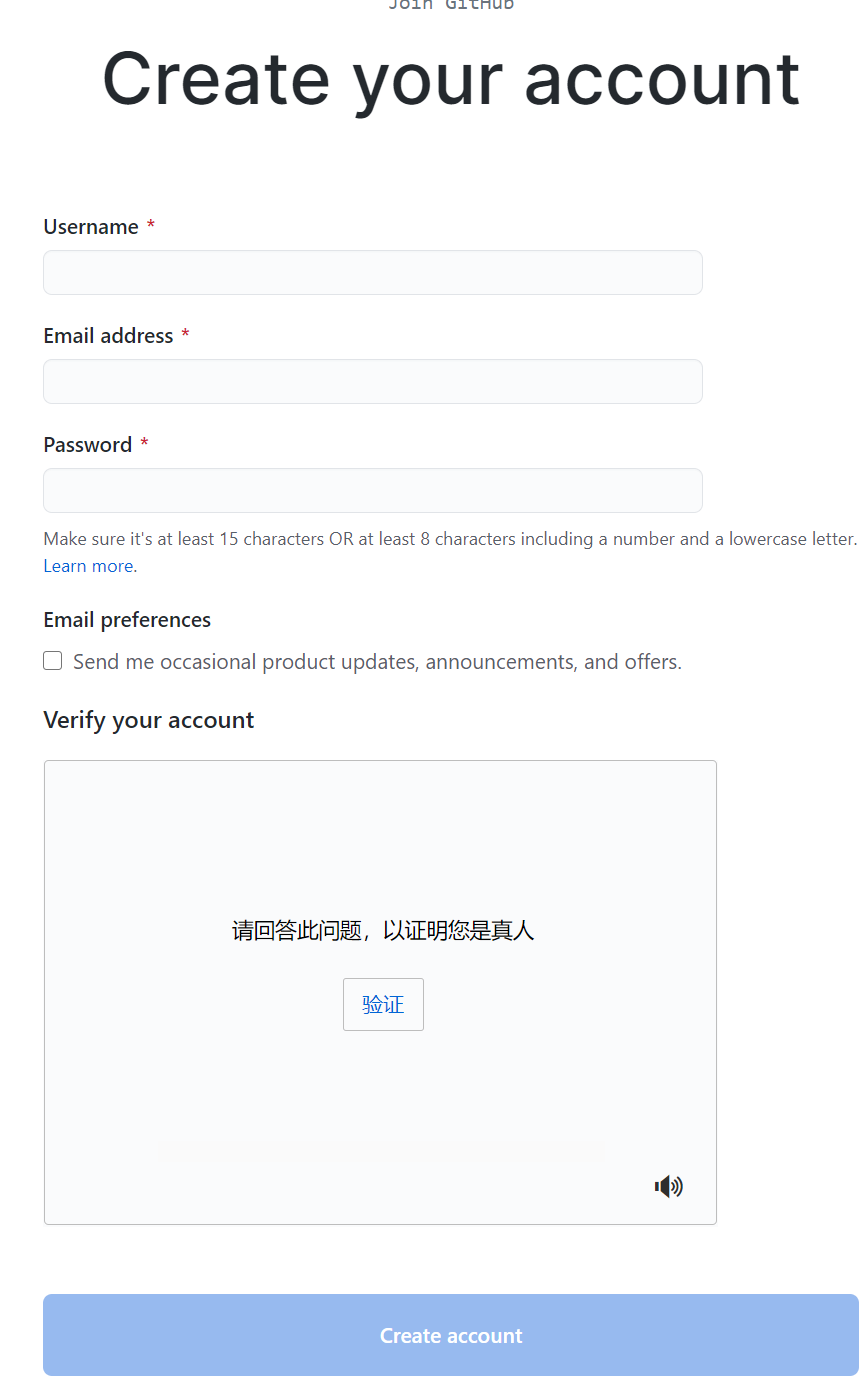 Join GitHub
Create your account
Username *
Email address *
Password *
Make sure it's at least 15 characters OR at least 8 characters including a number and a lowercase letter.
Learn more.
Email preferences
Send me occasional product updates, announcements, and offers.
Verify your account
请回答此问题，以证明您是真人
验证
Create account